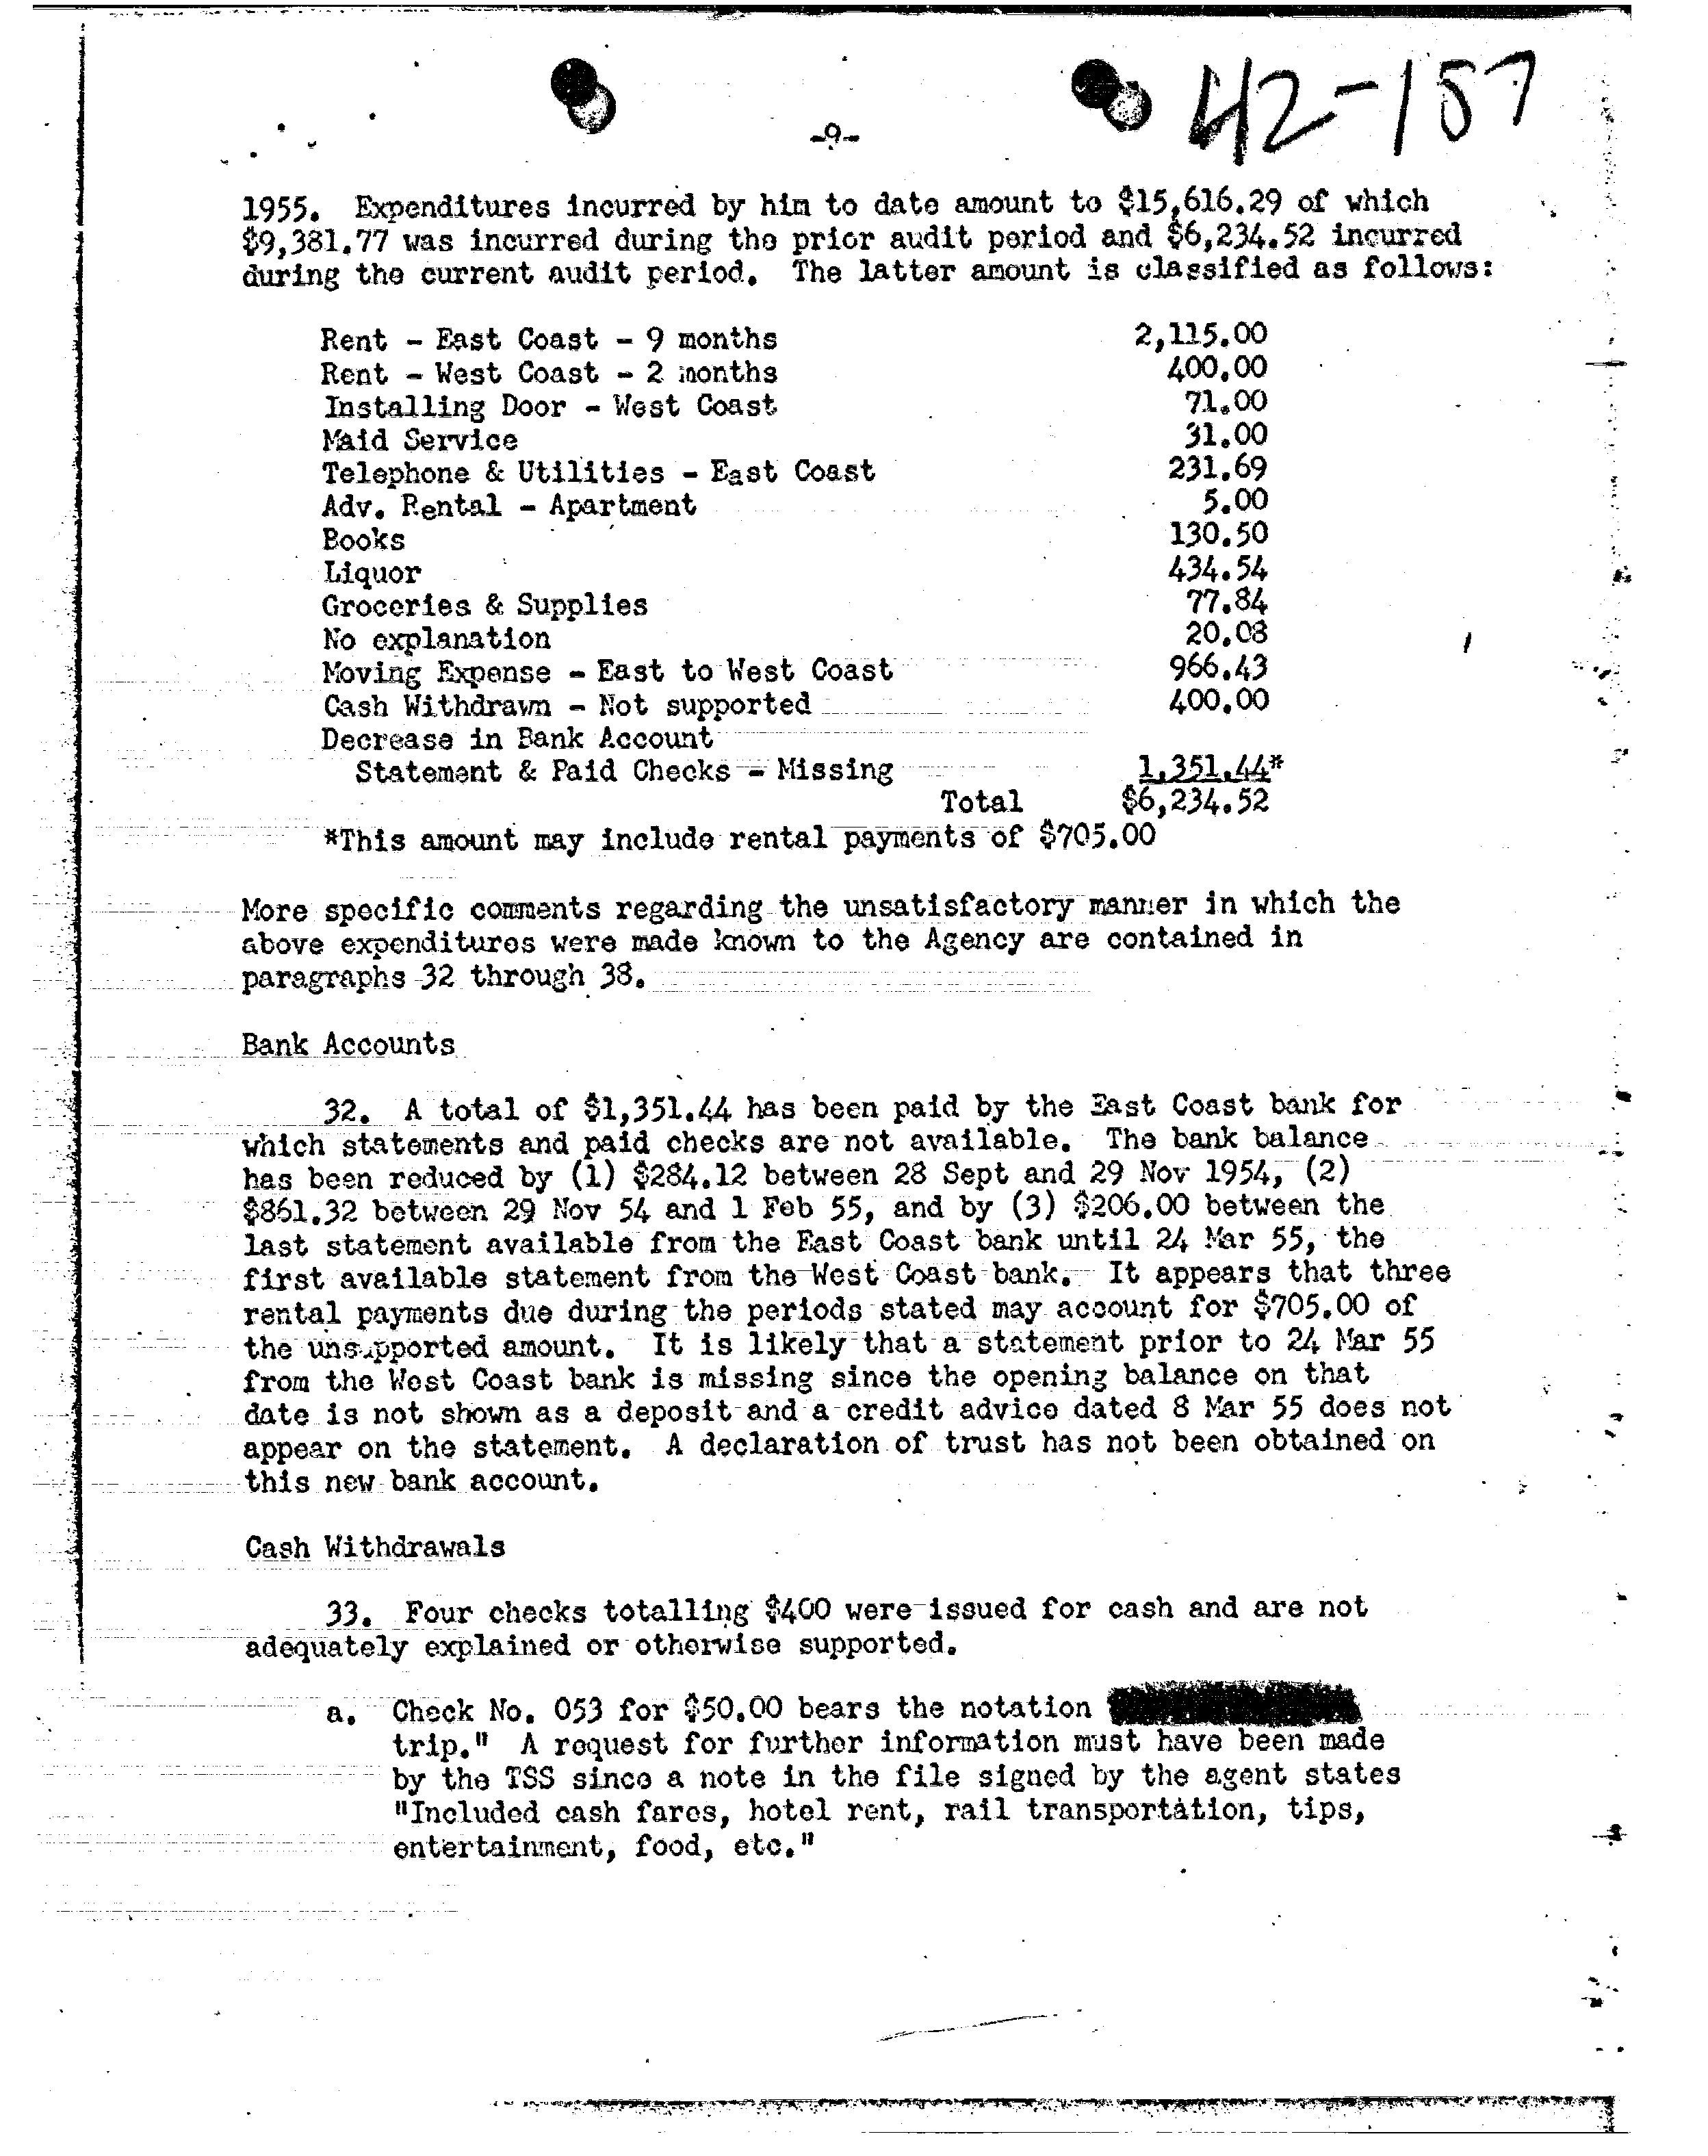 42-157
-9-
1955. Expenditures incurred by him to date amount to $15,616.29 of which
$9,381.77 was incurred during the prior audit period and $6,234.52 incurred
during the current audit period. The latter amount is classified as follows:
Rent - East Coast - 9 months 2,115.00
Rent - West Coast - 2 months 400.00
Installing Door - West Coast 71.00
Maid Service 31.00
Telephone & Utilities - East Coast 231.69
Adv. Rental - Apartment 5.00
Books 130.50
Liquor 434.54
Groceries & Supplies 77.84
No explanation 20.08
Moving Expense - East to West Coast 966.43
Cash Withdrawn - Not supported 400.00
Decrease in Bank Account
Statement & Paid Checks - Missing 1,351.44*
Total $6,234.52
*This amount may include rental payments of $705.00
More specific comments regarding the unsatisfactory manner in which the
above expenditures were made known to the Agency are contained in
paragraphs 32 through 38.
Bank Accounts
32. A total of $1,351.44 has been paid by the East Coast bank for
which statements and paid checks are not available. The bank balance
has been reduced by (1) $284.12 between 28 Sept and 29 Nov 1954, (2)
$861.32 between 29 Nov 54 and 1 Feb 55, and by (3) $206.00 between the
last statement available from the East Coast bank until 24 Mar 55, the
first available statement from the West Coast bank. It appears that three
rental payments due during the periods stated may account for $705.00 of
the unsupported amount. It is likely that a statement prior to 24 Mar 55
from the West Coast bank is missing since the opening balance on that
date is not shown as a deposit and a credit advice dated 8 Mar 55 does not
appear on the statement. A declaration of trust has not been obtained on
this new bank account.
Cash Withdrawals
33. Four checks totalling $400 were issued for cash and are not
adequately explained or otherwise supported.
a. Check No. 053 for $50.00 bears the notation
trip." A request for further information must have been made
by the TSS since a note in the file signed by the agent states
"Included cash fares, hotel rent, rail transportation, tips,
entertainment, food, etc."